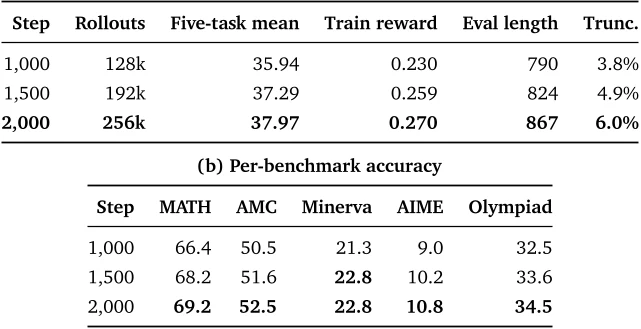 Step Rollouts Five-task mean Train reward Eval length Trunc.
1,000 128k 35.94 0.230 790 3.8%
1,500 192k 37.29 0.259 824 4.9%
2,000 256k 37.97 0.270 867 6.0%
(b) Per-benchmark accuracy
Step MATH AMC Minerva AIME Olympiad
1,000 66.4 50.5 21.3 9.0 32.5
1,500 68.2 51.6 22.8 10.2 33.6
2,000 69.2 52.5 22.8 10.8 34.5